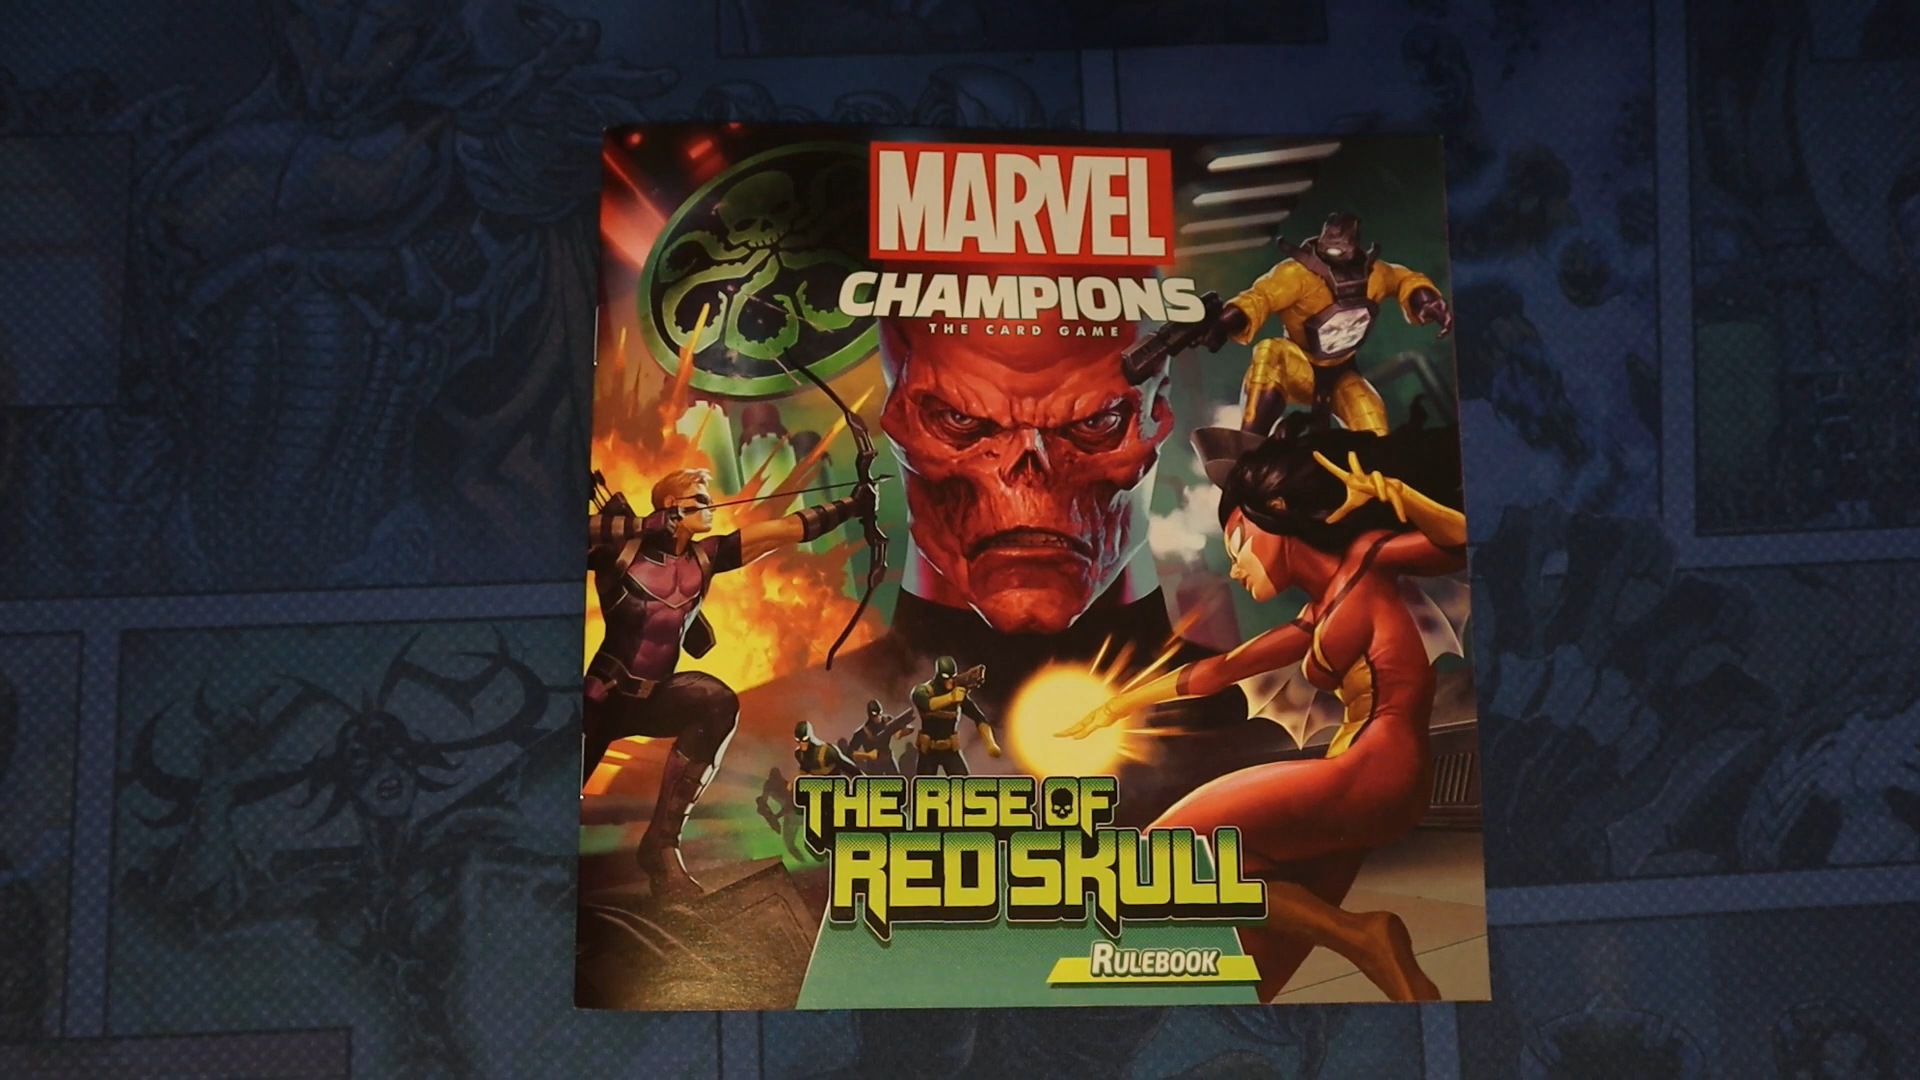 MARVEL
CHAMPIONS
THE CARD GAME
THE RISE OF
RED SKULL
RULEBOOK